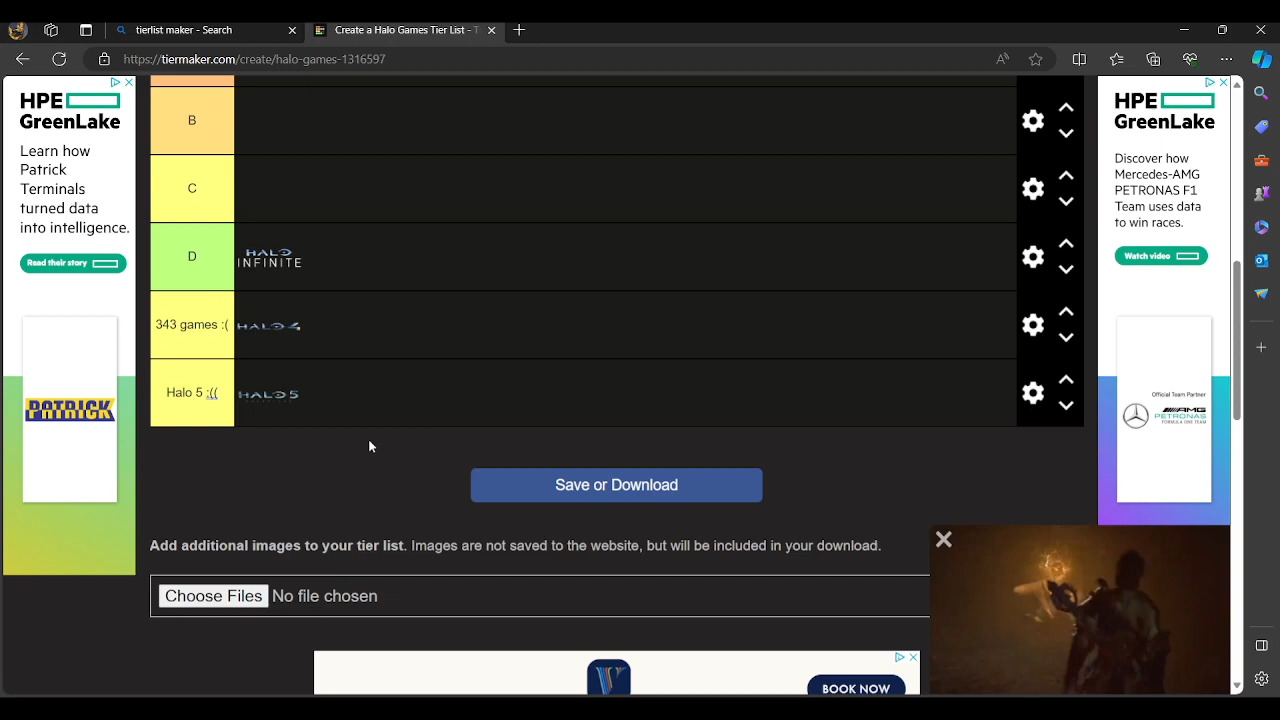 tierlist maker - Search
Create a Halo Games Tier List - T
https://tiermaker.com/create/halo-games-1316597
HPE
GreenLake
Learn how
Patrick
Terminals
turned data
into intelligence.
Read their story
PATRICK
B
C
D
HALO
INFINITE
343 games :(
HALO 4
Halo 5 :((
HALO 5
Save or Download
Add additional images to your tier list. Images are not saved to the website, but will be included in your download.
Choose Files No file chosen
BOOK NOW
HPE
GreenLake
Discover how
Mercedes-AMG
PETRONAS F1
Team uses data
to win races.
Watch video
Official Team Partner
AMG
PETRONAS
FORMULA ONE TEAM